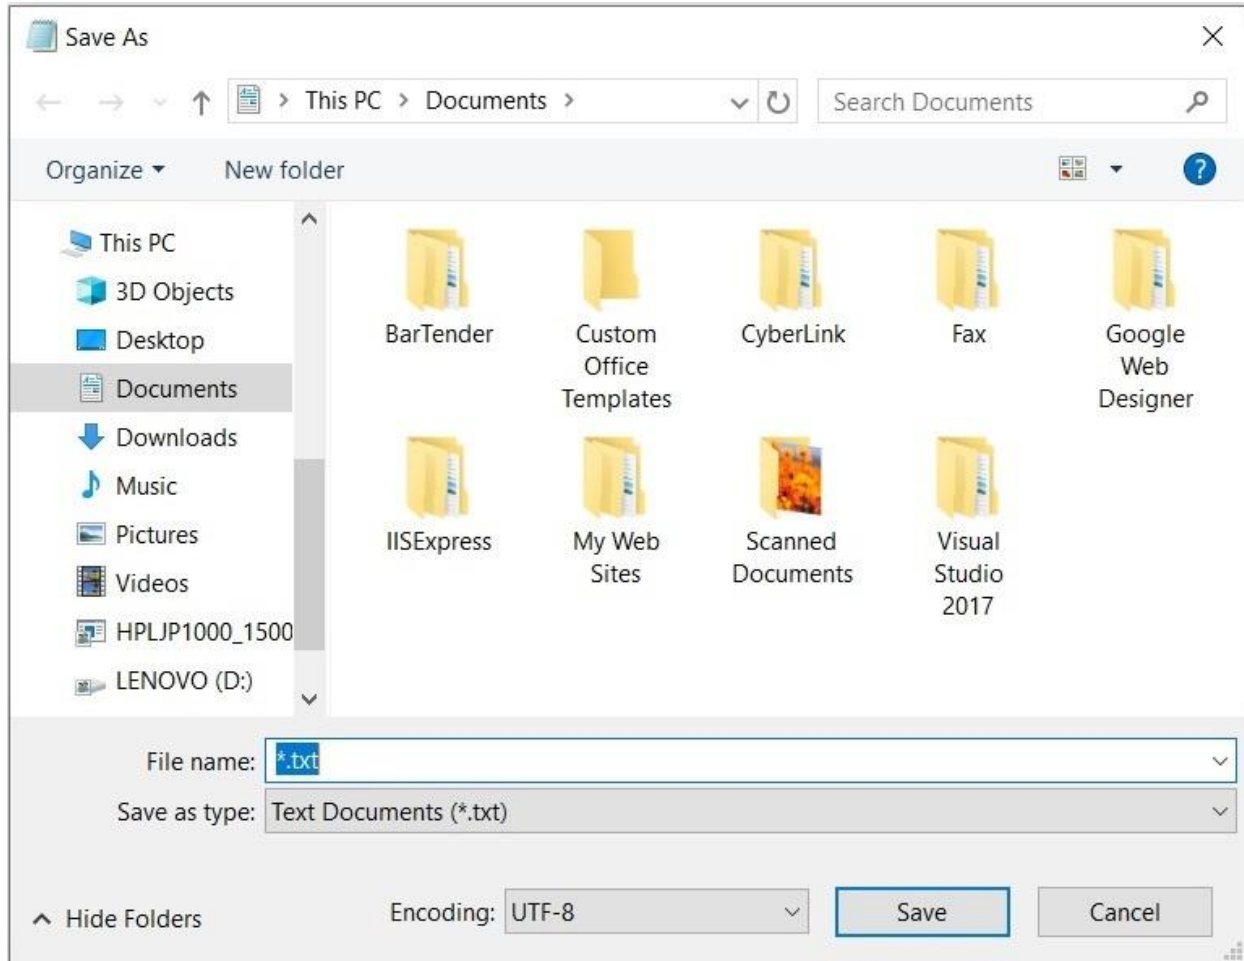 Save As
This PC > Documents >
Search Documents
Organize
New folder
?
This PC
3D Objects
Desktop
Documents
Downloads
Music
Pictures
Videos
HPLJP1000_1500
LENOVO (D:)
BarTender
Custom
Office
Templates
CyberLink
Fax
Google
Web
Designer
IISExpress
My Web
Sites
Scanned
Documents
Visual
Studio
2017
File name: *.txt
Save as type: Text Documents (*.txt)
Hide Folders
Encoding: UTF-8
Save
Cancel